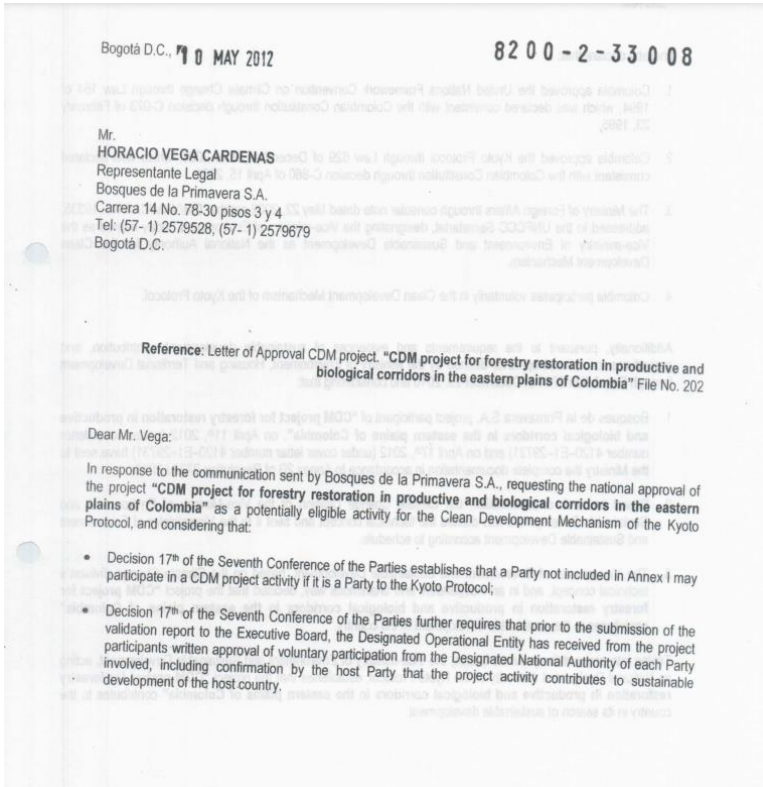 Bogotá D.C., 10 MAY 2012
8200-2-33008
Mr.
HORACIO VEGA CARDENAS
Representante Legal
Bosques de la Primavera S.A.
Carrera 14 No. 78-30 pisos 3 y 4
Tel: (57- 1) 2579528, (57- 1) 2579679
Bogotá D.C.
Reference: Letter of Approval CDM project. “CDM project for forestry restoration in productive and
biological corridors in the eastern plains of Colombia” File No. 202
Dear Mr. Vega:
In response to the communication sent by Bosques de la Primavera S.A., requesting the national approval of
the project “CDM project for forestry restoration in productive and biological corridors in the eastern
plains of Colombia” as a potentially eligible activity for the Clean Development Mechanism of the Kyoto
Protocol, and considering that:
• Decision 17th of the Seventh Conference of the Parties establishes that a Party not included in Annex I may
participate in a CDM project activity if it is a Party to the Kyoto Protocol;
• Decision 17th of the Seventh Conference of the Parties further requires that prior to the submission of the
validation report to the Executive Board, the Designated Operational Entity has received from the project
participants written approval of voluntary participation from the Designated National Authority of each Party
involved, including confirmation by the host Party that the project activity contributes to sustainable
development of the host country.